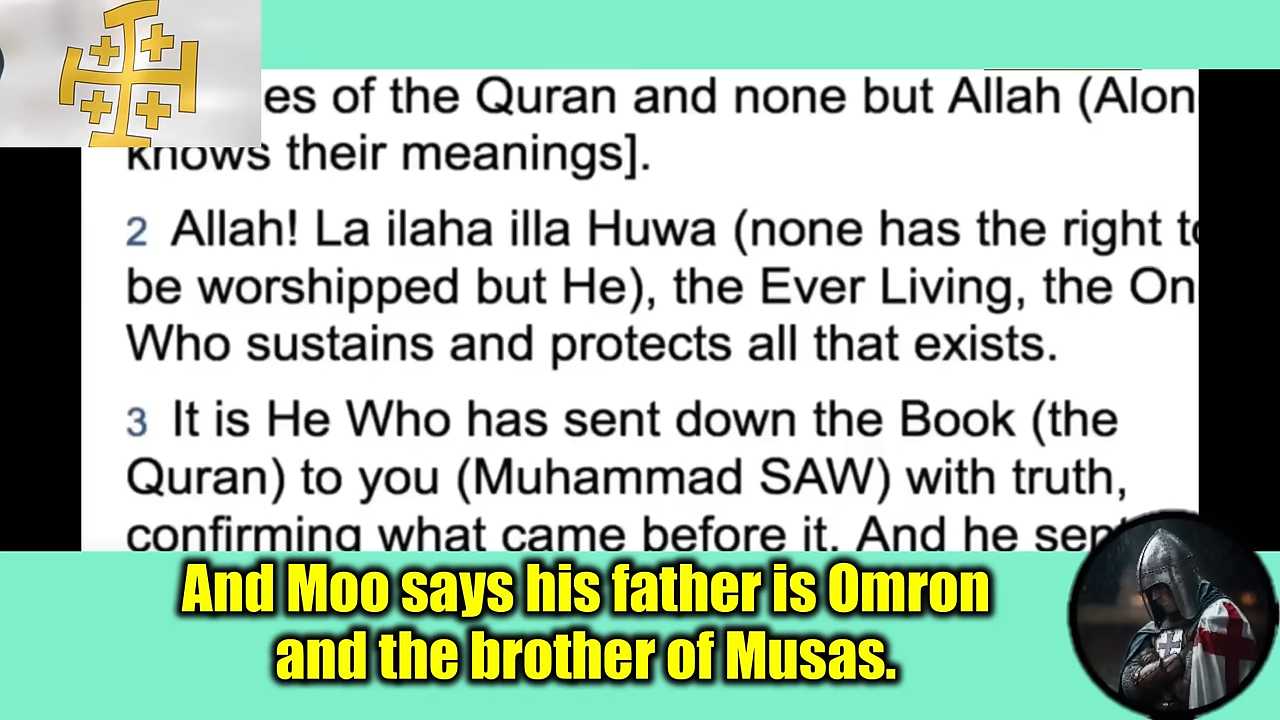 es of the Quran and none but Allah (Alon
knows their meanings].
2 Allah! La ilaha illa Huwa (none has the right to
be worshipped but He), the Ever Living, the On
Who sustains and protects all that exists.
3 It is He Who has sent down the Book (the
Quran) to you (Muhammad SAW) with truth,
confirming what came before it. And he sent
And Moo says his father is Omron
and the brother of Musas.